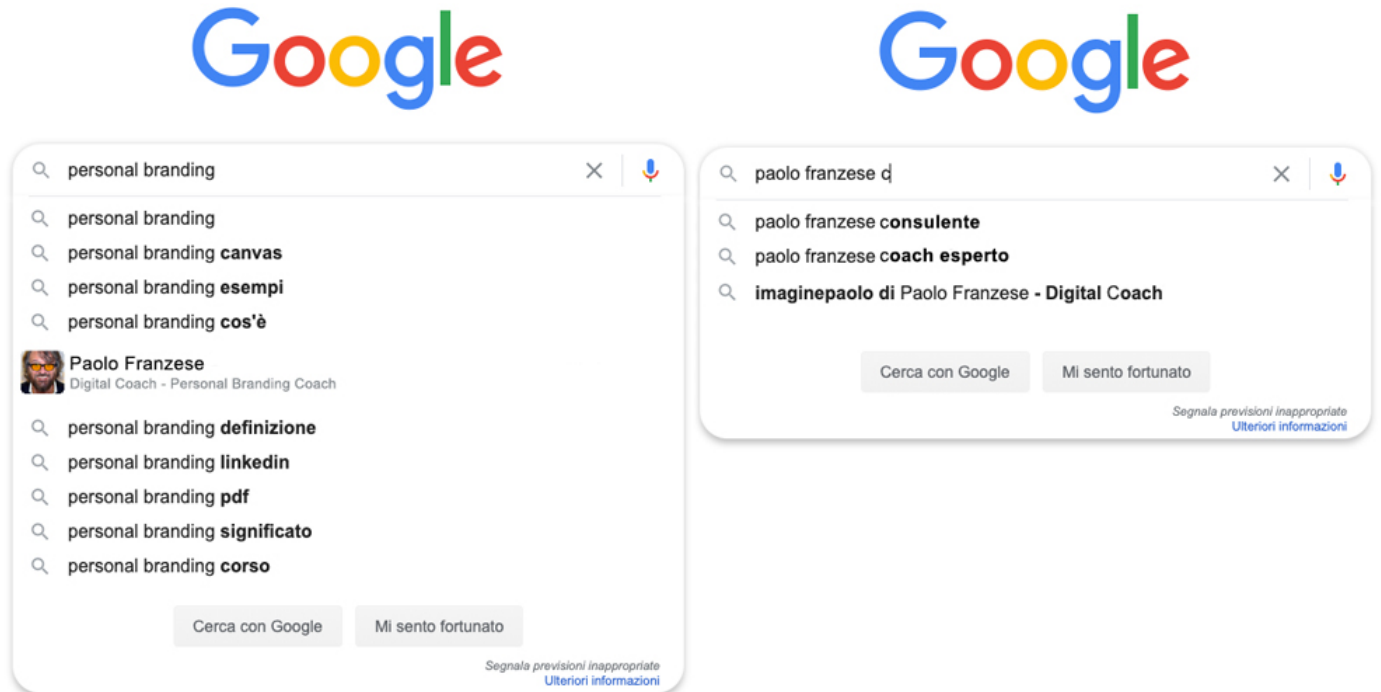 Google
personal branding
personal branding
personal branding canvas
personal branding esempi
personal branding cos'è
Paolo Franzese
Digital Coach - Personal Branding Coach
personal branding definizione
personal branding linkedin
personal branding pdf
personal branding significato
personal branding corso
Cerca con Google
Mi sento fortunato
Segnala previsioni inappropriate
Ulteriori informazioni
Google
paolo franzese c
paolo franzese consulente
paolo franzese coach esperto
imaginepaolo di Paolo Franzese - Digital Coach
Cerca con Google
Mi sento fortunato
Segnala previsioni inappropriate
Ulteriori informazioni